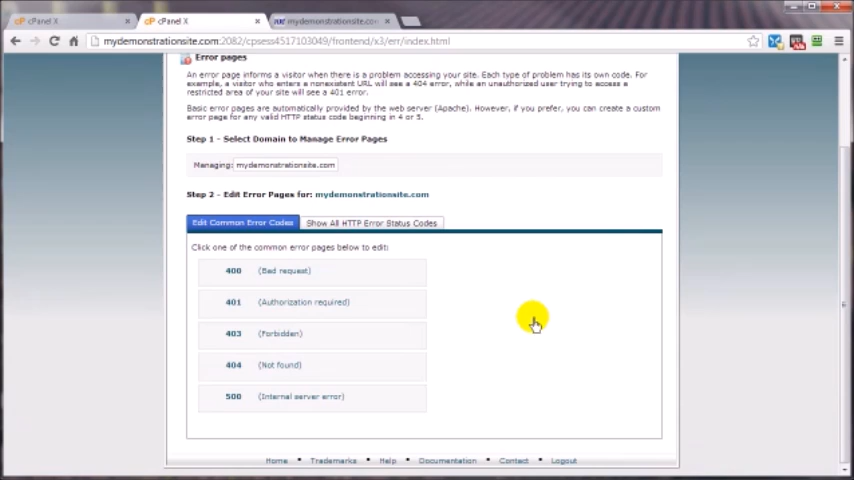 cPanel X
cPanel X
mydemonstrationsite.com
mydemonstrationsite.com:2082/cpsess4517103049/frontend/x3/err/index.html
Error pages
An error page informs a visitor when there is a problem accessing your site. Each type of problem has its own code. For
example, a visitor who enters a nonexistent URL will see a 404 error, while an unauthorized user trying to access a
restricted area of your site will see a 401 error.
Basic error pages are automatically provided by the web server (Apache). However, if you prefer, you can create a custom
error page for any valid HTTP status code beginning in 4 or 5.
Step 1 - Select Domain to Manage Error Pages
Managing: mydemonstrationsite.com
Step 2 - Edit Error Pages for: mydemonstrationsite.com
Edit Common Error Codes Show All HTTP Error Status Codes
Click one of the common error pages below to edit:
400 (Bad request)
401 (Authorization required)
403 (Forbidden)
404 (Not found)
500 (Internal server error)
Home • Trademarks • Help • Documentation • Contact • Logout